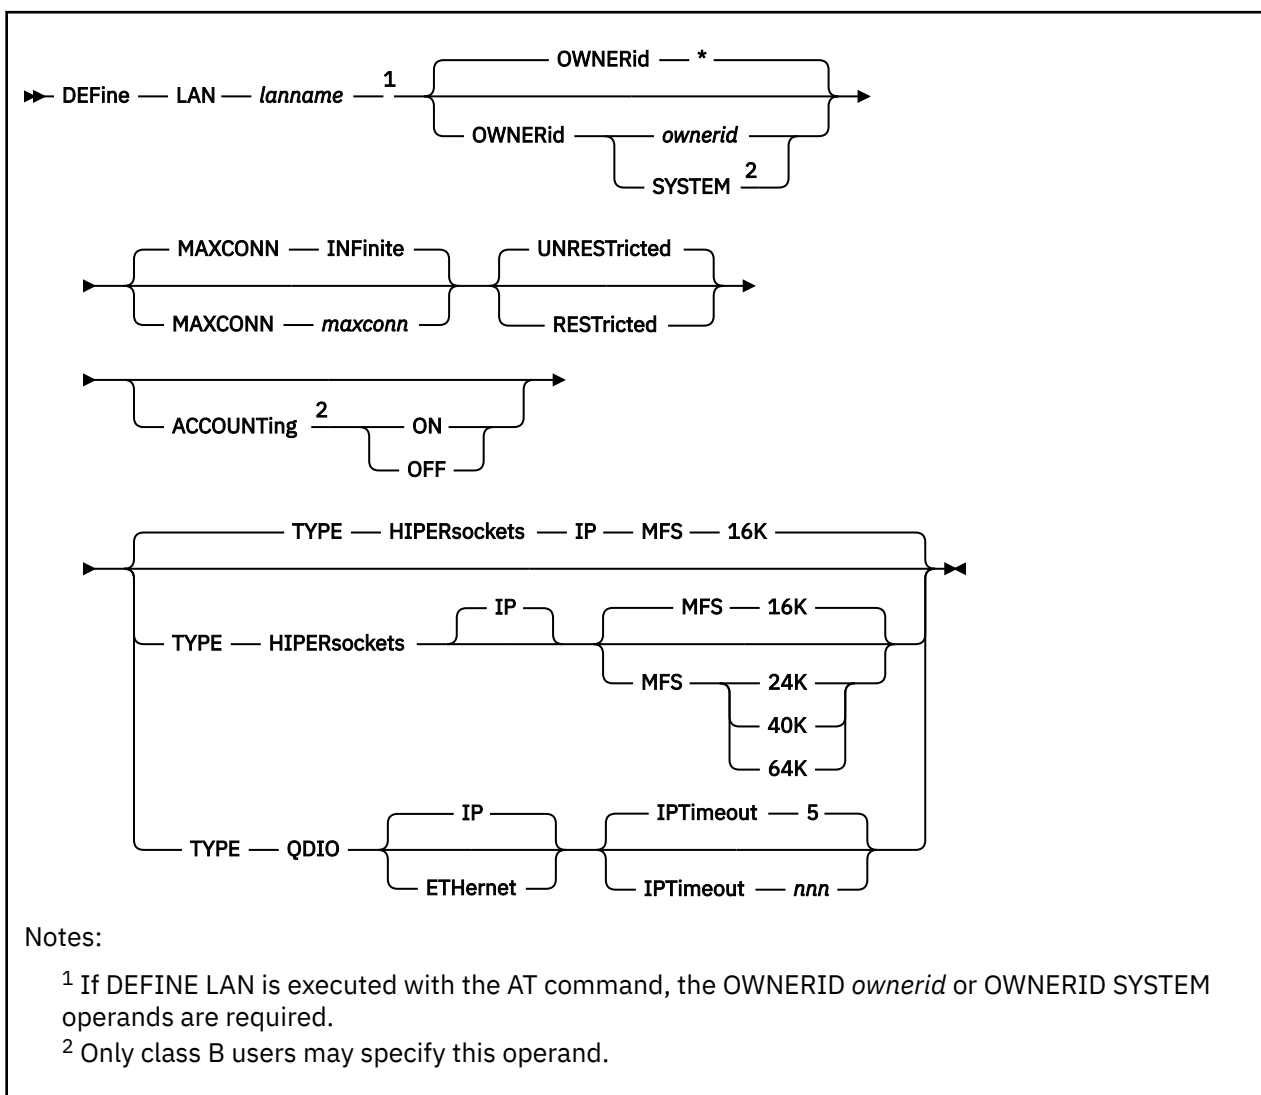 OWNERid *
DEFine LAN lanname 1
OWNERid ownerid
SYSTEM 2
MAXCONN INFinite UNRESTricted
MAXCONN maxconn RESTricted
ACCOUNTing 2 ON
OFF
TYPE HIPERsockets IP MFS 16K
IP MFS 16K
TYPE HIPERsockets
MFS 24K
40K
64K
IP IPTimeout 5
TYPE QDIO
ETHernet IPTimeout nnn
Notes:
1 If DEFINE LAN is executed with the AT command, the OWNERID ownerid or OWNERID SYSTEM
operands are required.
2 Only class B users may specify this operand.